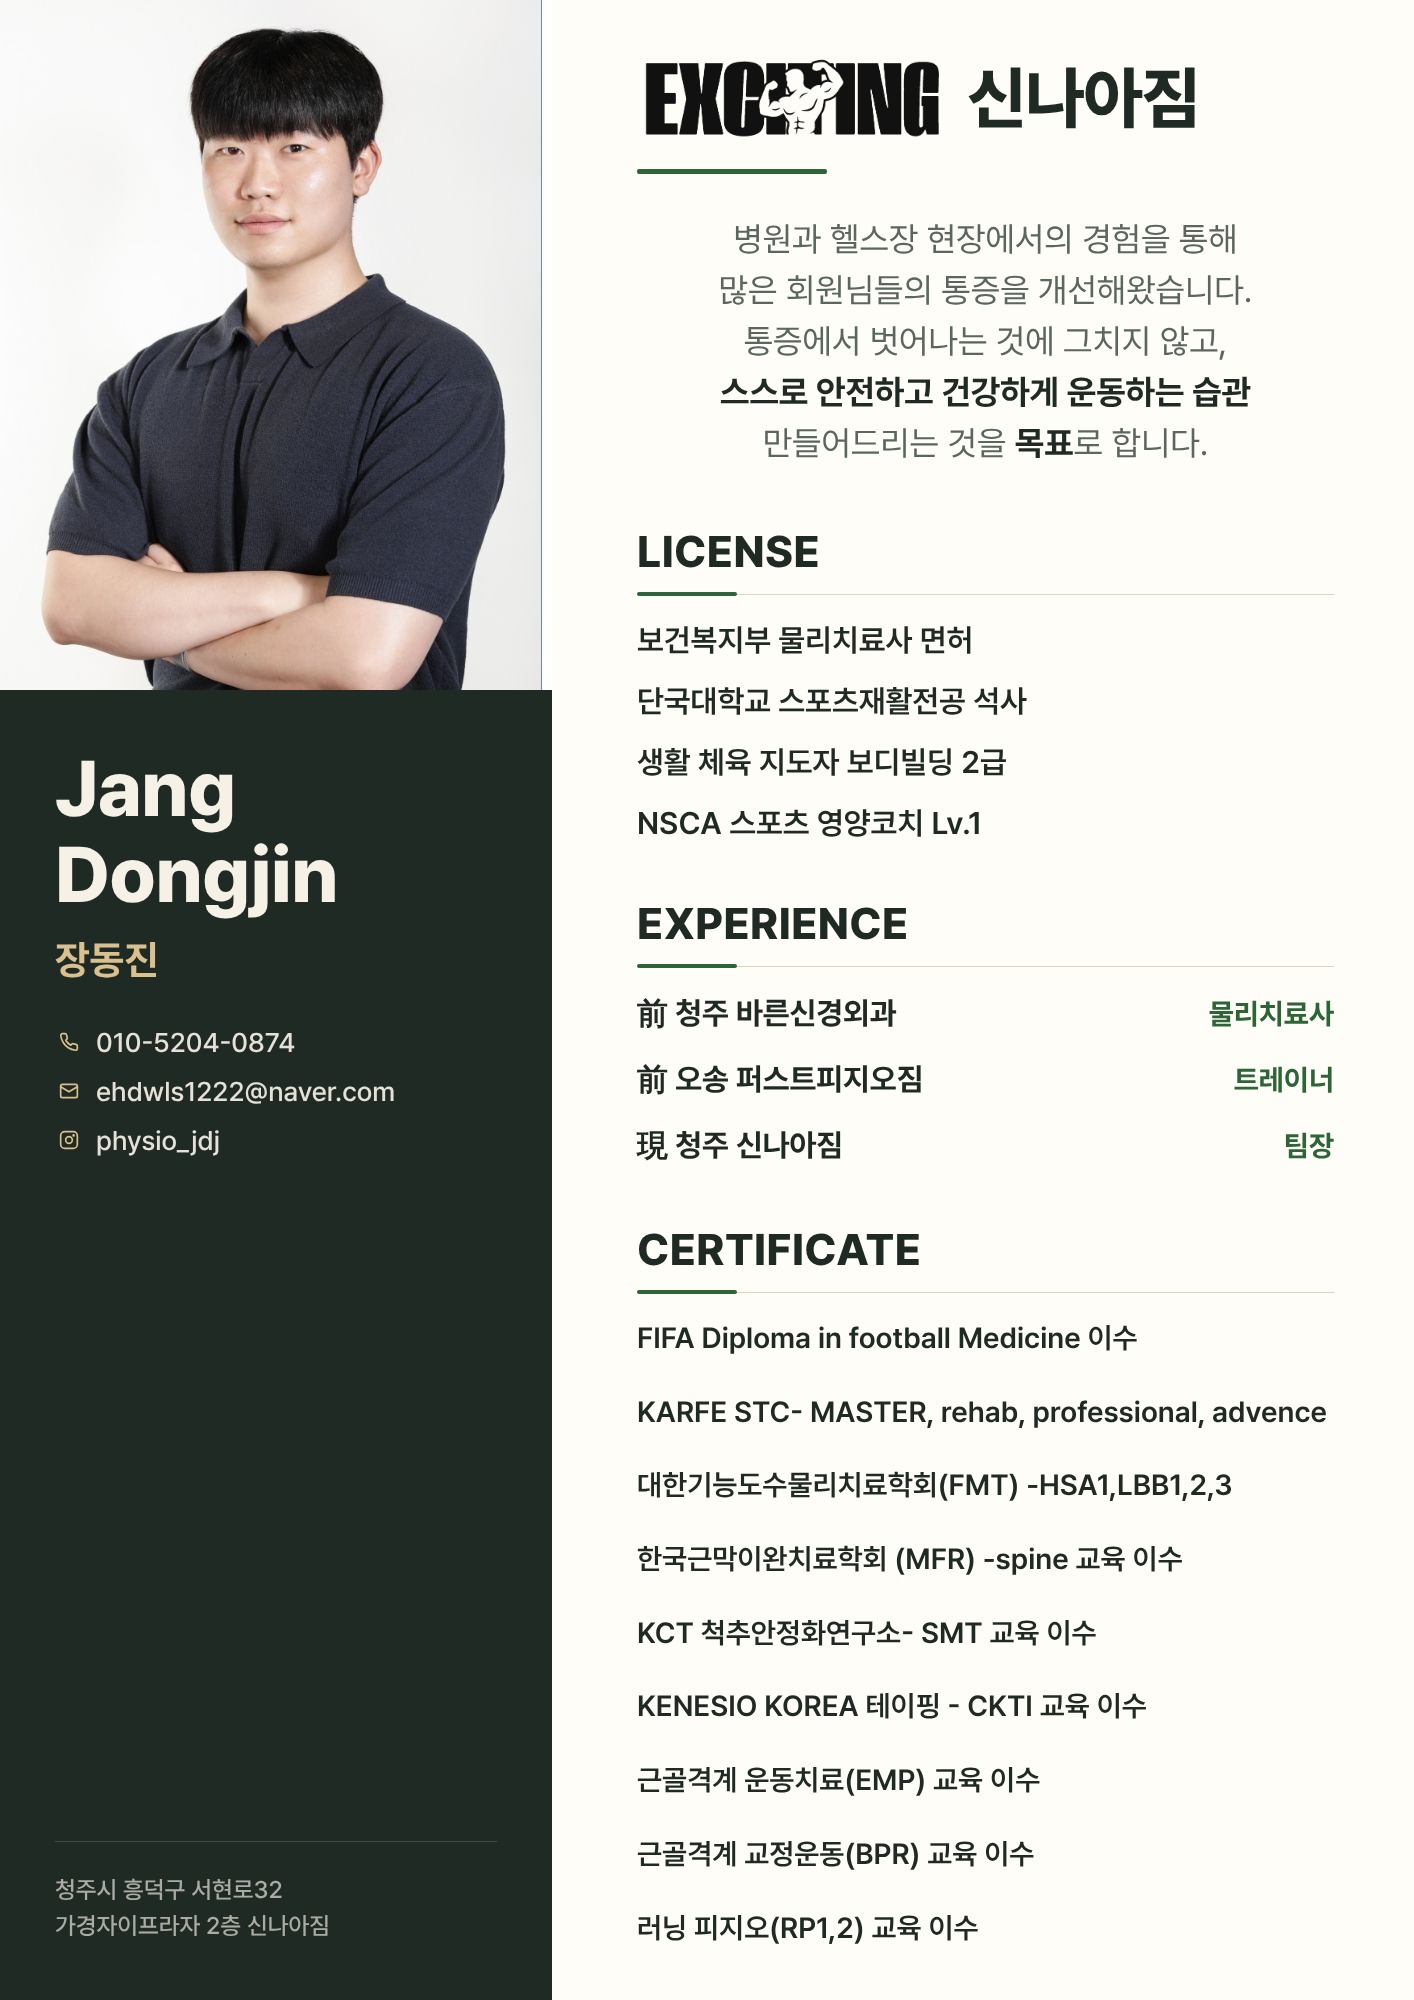 EXCITING 신나아짐
병원과 헬스장 현장에서의 경험을 통해
많은 회원님들의 통증을 개선해왔습니다.
통증에서 벗어나는 것에 그치지 않고,
스스로 안전하고 건강하게 운동하는 습관
만들어드리는 것을 목표로 합니다.
Jang
Dongjin
장동진
010-5204-0874
ehdwls1222@naver.com
physio_jdj
청주시 흥덕구 서현로32
가경자이프라자 2층 신나아짐
LICENSE
보건복지부 물리치료사 면허
단국대학교 스포츠재활전공 석사
생활 체육 지도자 보디빌딩 2급
NSCA 스포츠 영양코치 Lv.1
EXPERIENCE
前 청주 바른신경외과 물리치료사
前 오송 퍼스트피지오짐 트레이너
現 청주 신나아짐 팀장
CERTIFICATE
FIFA Diploma in football Medicine 이수
KARFE STC- MASTER, rehab, professional, advence
대한기능도수물리치료학회(FMT) -HSA1,LBB1,2,3
한국근막이완치료학회 (MFR) -spine 교육 이수
KCT 척추안정화연구소- SMT 교육 이수
KENESIO KOREA 테이핑 - CKTI 교육 이수
근골격계 운동치료(EMP) 교육 이수
근골격계 교정운동(BPR) 교육 이수
러닝 피지오(RP1,2) 교육 이수